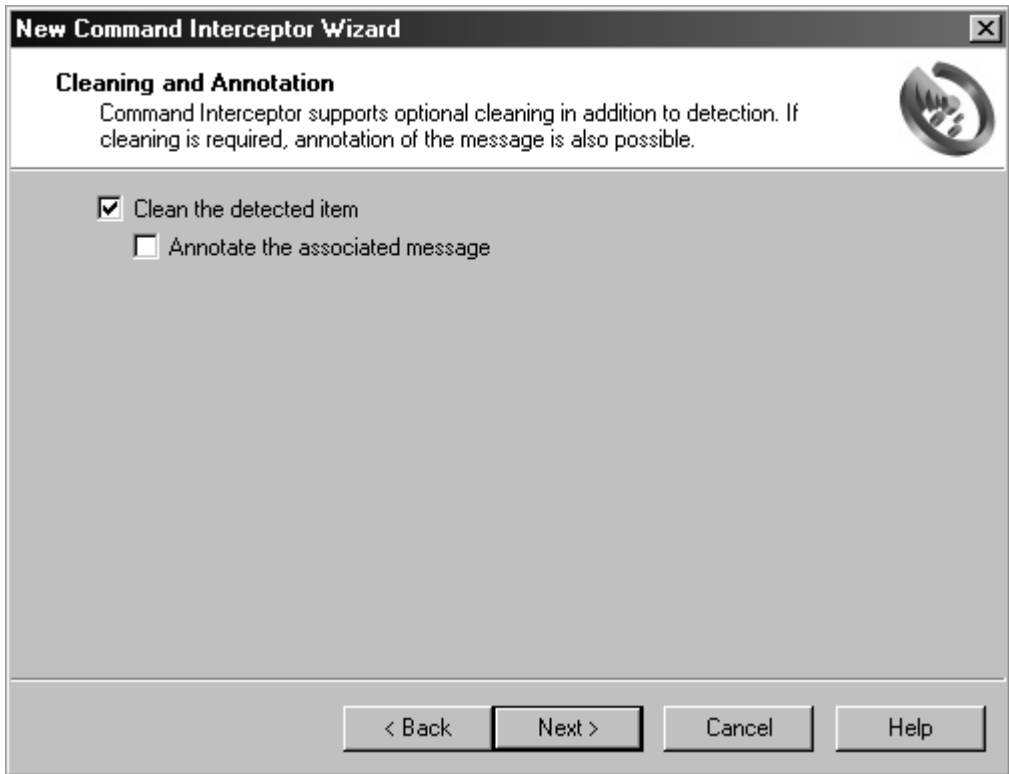 New Command Interceptor Wizard
Cleaning and Annotation
Command Interceptor supports optional cleaning in addition to detection. If
cleaning is required, annotation of the message is also possible.
Clean the detected item
Annotate the associated message
< Back Next > Cancel Help